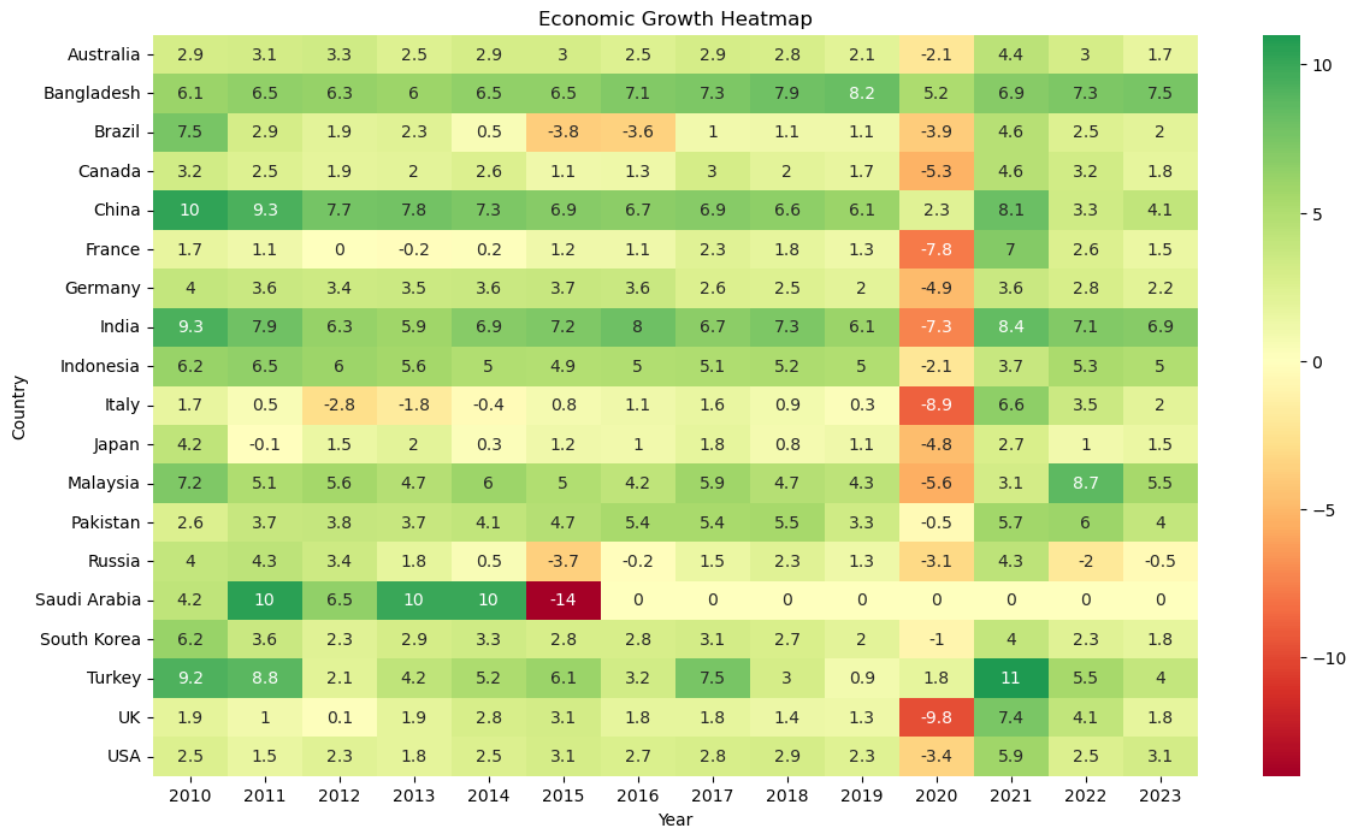 Economic Growth Heatmap
Australia 2.9 3.1 3.3 2.5 2.9 3 2.5 2.9 2.8 2.1 -2.1 4.4 3 1.7
Bangladesh 6.1 6.5 6.3 6 6.5 6.5 7.1 7.3 7.9 8.2 5.2 6.9 7.3 7.5
Brazil 7.5 2.9 1.9 2.3 0.5 -3.8 -3.6 1 1.1 1.1 -3.9 4.6 2.5 2
Canada 3.2 2.5 1.9 2 2.6 1.1 1.3 3 2 1.7 -5.3 4.6 3.2 1.8
China 10 9.3 7.7 7.8 7.3 6.9 6.7 6.9 6.6 6.1 2.3 8.1 3.3 4.1
France 1.7 1.1 0 -0.2 0.2 1.2 1.1 2.3 1.8 1.3 -7.8 7 2.6 1.5
Germany 4 3.6 3.4 3.5 3.6 3.7 3.6 2.6 2.5 2 -4.9 3.6 2.8 2.2
India 9.3 7.9 6.3 5.9 6.9 7.2 8 6.7 7.3 6.1 -7.3 8.4 7.1 6.9
Indonesia 6.2 6.5 6 5.6 5 4.9 5 5.1 5.2 5 -2.1 3.7 5.3 5
Italy 1.7 0.5 -2.8 -1.8 -0.4 0.8 1.1 1.6 0.9 0.3 -8.9 6.6 3.5 2
Japan 4.2 -0.1 1.5 2 0.3 1.2 1 1.8 0.8 1.1 -4.8 2.7 1 1.5
Malaysia 7.2 5.1 5.6 4.7 6 5 4.2 5.9 4.7 4.3 -5.6 3.1 8.7 5.5
Pakistan 2.6 3.7 3.8 3.7 4.1 4.7 5.4 5.4 5.5 3.3 -0.5 5.7 6 4
Russia 4 4.3 3.4 1.8 0.5 -3.7 -0.2 1.5 2.3 1.3 -3.1 4.3 -2 -0.5
Saudi Arabia 4.2 10 6.5 10 10 -14 0 0 0 0 0 0 0 0
South Korea 6.2 3.6 2.3 2.9 3.3 2.8 2.8 3.1 2.7 2 -1 4 2.3 1.8
Turkey 9.2 8.8 2.1 4.2 5.2 6.1 3.2 7.5 3 0.9 1.8 11 5.5 4
UK 1.9 1 0.1 1.9 2.8 3.1 1.8 1.8 1.4 1.3 -9.8 7.4 4.1 1.8
USA 2.5 1.5 2.3 1.8 2.5 3.1 2.7 2.8 2.9 2.3 -3.4 5.9 2.5 3.1
2010 2011 2012 2013 2014 2015 2016 2017 2018 2019 2020 2021 2022 2023
Year
Country
10
5
0
−5
−10